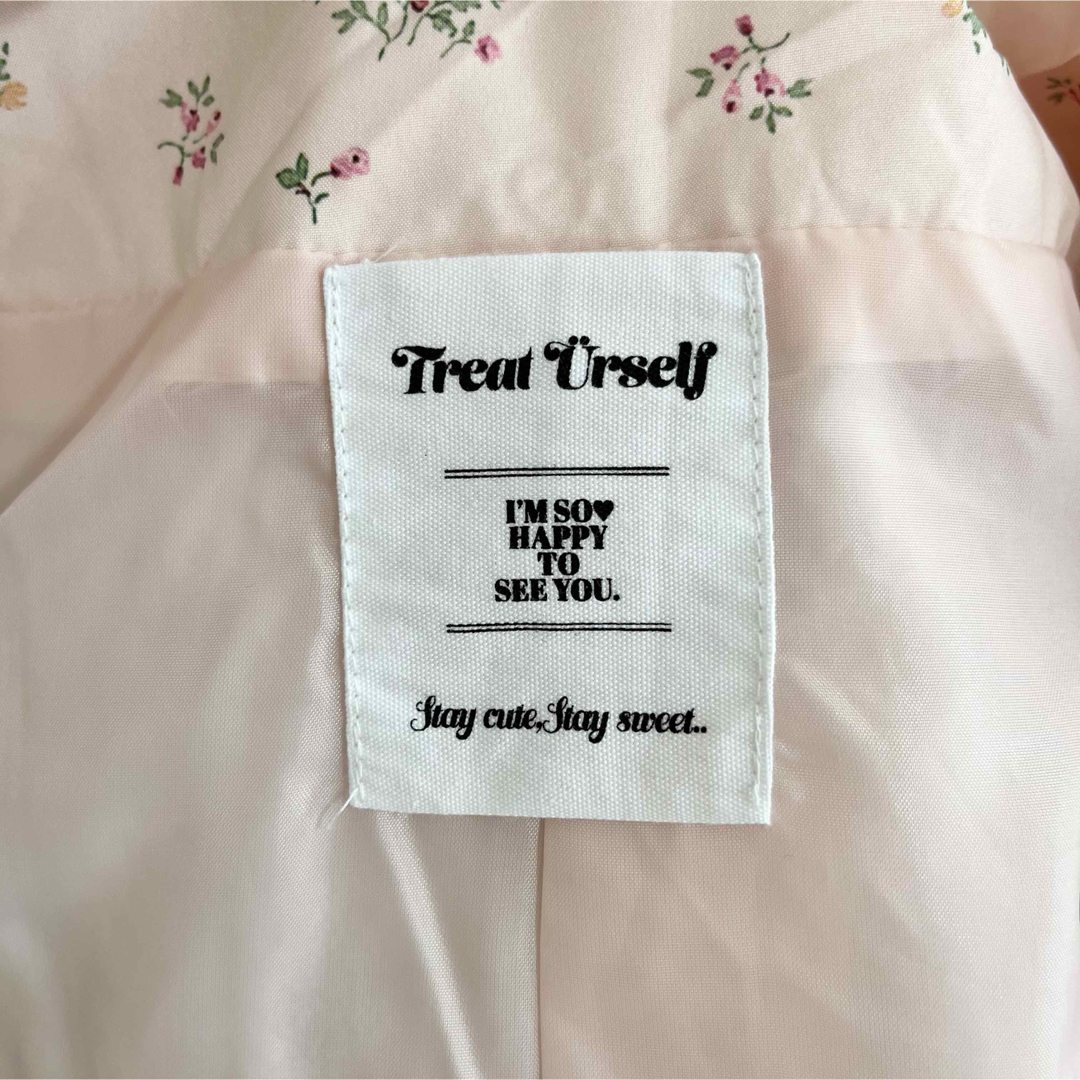 Treat Ürself
I'M SO♥
HAPPY
TO
SEE YOU.
Stay cute,Stay sweet..